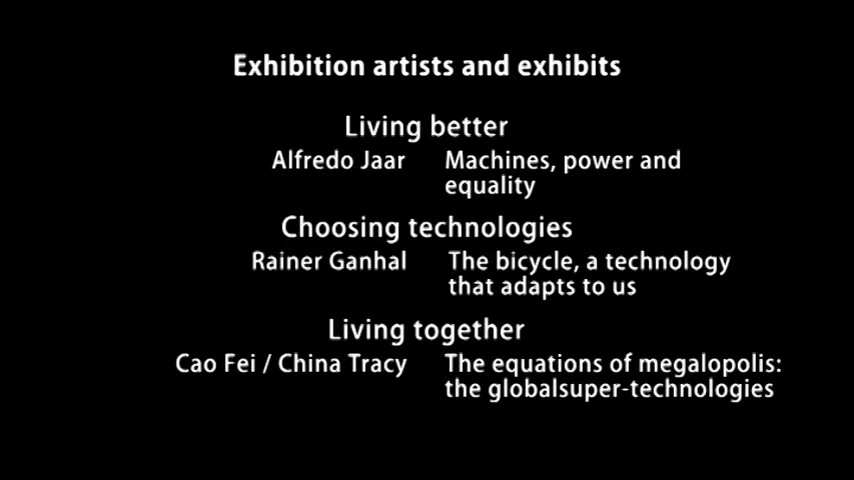 Exhibition artists and exhibits
Living better
Alfredo Jaar Machines, power and
equality
Choosing technologies
Rainer Ganhal The bicycle, a technology
that adapts to us
Living together
Cao Fei / China Tracy The equations of megalopolis:
the globalsuper-technologies